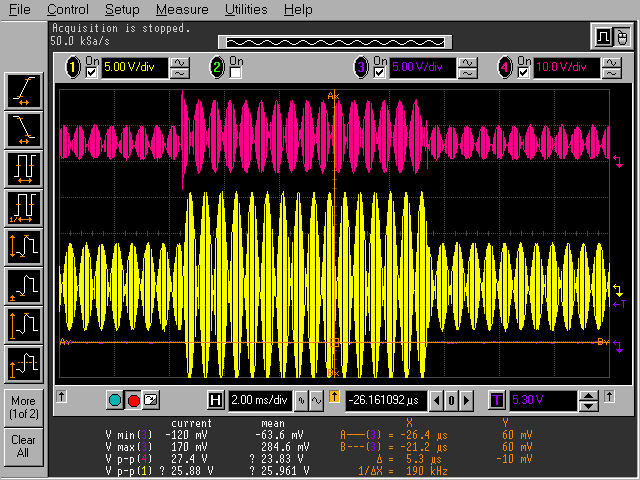 File Control Setup Measure Utilities Help
Acquisition is stopped.
50.0 kSa/s
1 On 5.00 V/div 2 On 3 On 5.00 V/div 4 On 10.0 V/div
Ax
Ay By
Bx
T
H 2.00 ms/div -26.161092 µs 0 T 5.30 V
More
(1 of 2)
Clear
All
current mean X Y
V min(3) -120 mV -63.6 mV A───(3) = -26.4 µs 60 mV
V max(3) 170 mV 284.6 mV B---(3) = -21.2 µs 60 mV
V p-p(4) 27.4 V ? 23.83 V Δ = 5.3 µs -10 mV
V p-p(1) ? 25.88 V ? 25.961 V 1/ΔX = 190 kHz